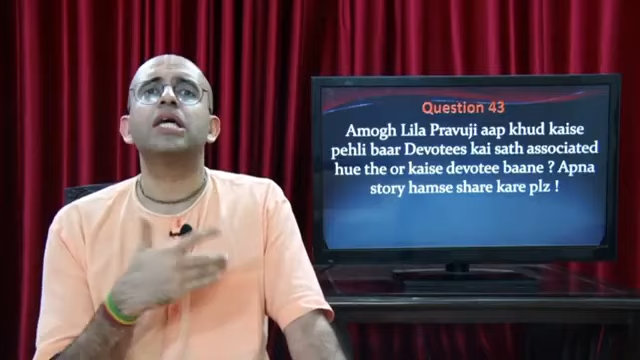 Question 43
Amogh Lila Pravuji aap khud kaise
pehli baar Devotees kai sath associated
hue the or kaise devotee baane ? Apna
story hamse share kare plz !